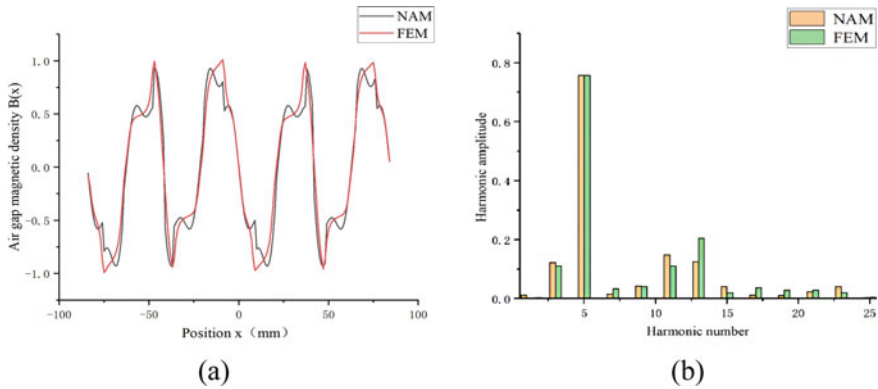 NAM
FEM
1.0
0.5
0.0
-0.5
-1.0
Air gap magnetic density B(x)
-100
-50
0
50
100
Position x（mm）
(a)
NAM
FEM
0.8
0.6
0.4
0.2
0.0
Harmonic amplitude
5
10
15
20
25
Harmonic number
(b)